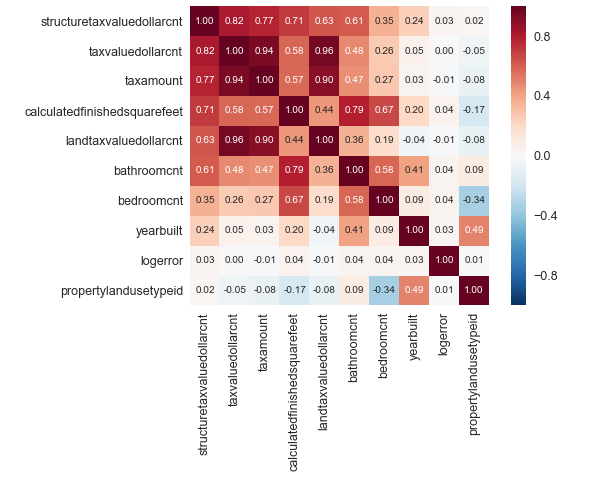 structuretaxvaluedollarcnt 1.00 0.82 0.77 0.71 0.63 0.61 0.35 0.24 0.03 0.02
taxvaluedollarcnt 0.82 1.00 0.94 0.58 0.96 0.48 0.26 0.05 0.00 -0.05
taxamount 0.77 0.94 1.00 0.57 0.90 0.47 0.27 0.03 -0.01 -0.08
calculatedfinishedsquarefeet 0.71 0.58 0.57 1.00 0.44 0.79 0.67 0.20 0.04 -0.17
landtaxvaluedollarcnt 0.63 0.96 0.90 0.44 1.00 0.36 0.19 -0.04 -0.01 -0.08
bathroomcnt 0.61 0.48 0.47 0.79 0.36 1.00 0.58 0.41 0.04 0.09
bedroomcnt 0.35 0.26 0.27 0.67 0.19 0.58 1.00 0.09 0.04 -0.34
yearbuilt 0.24 0.05 0.03 0.20 -0.04 0.41 0.09 1.00 0.03 0.49
logerror 0.03 0.00 -0.01 0.04 -0.01 0.04 0.04 0.03 1.00 0.01
propertylandusetypeid 0.02 -0.05 -0.08 -0.17 -0.08 0.09 -0.34 0.49 0.01 1.00
structuretaxvaluedollarcnt
taxvaluedollarcnt
taxamount
calculatedfinishedsquarefeet
landtaxvaluedollarcnt
bathroomcnt
bedroomcnt
yearbuilt
logerror
propertylandusetypeid
0.8
0.4
0.0
−0.4
−0.8